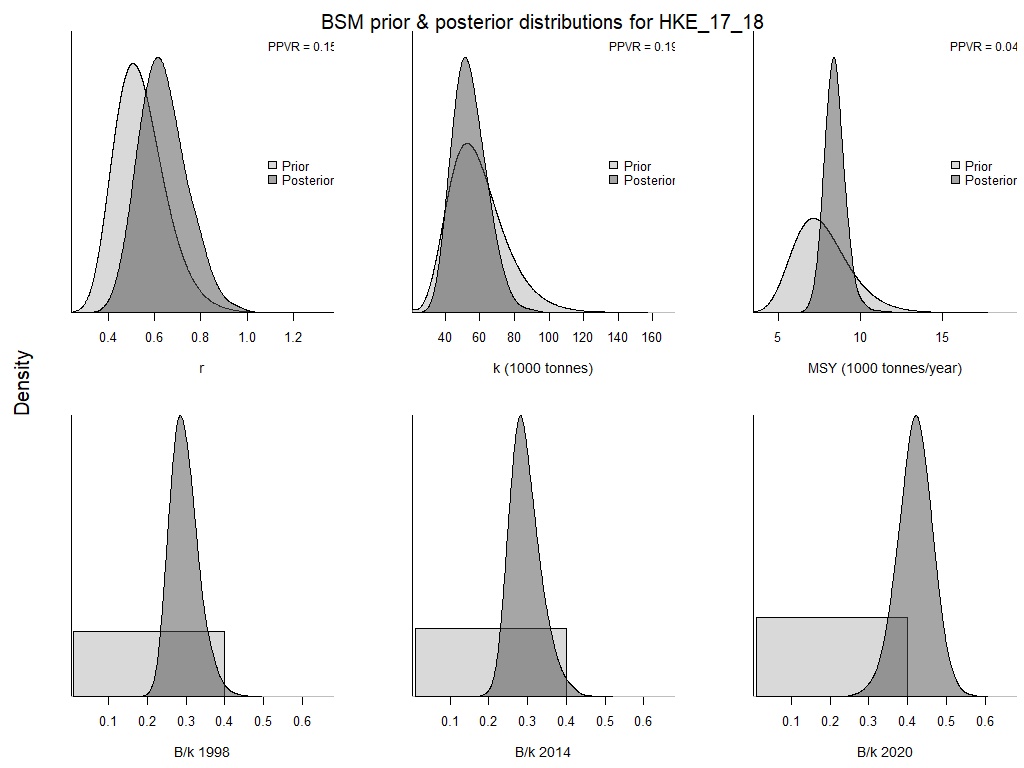 BSM prior & posterior distributions for HKE_17_18
PPVR = 0.15
PPVR = 0.19
PPVR = 0.04
Prior
Posterior
Prior
Posterior
Prior
Posterior
0.4 0.6 0.8 1.0 1.2
40 60 80 100 120 140 160
5 10 15
r
k (1000 tonnes)
MSY (1000 tonnes/year)
Density
0.1 0.2 0.3 0.4 0.5 0.6
0.1 0.2 0.3 0.4 0.5 0.6
0.1 0.2 0.3 0.4 0.5 0.6
B/k 1998
B/k 2014
B/k 2020